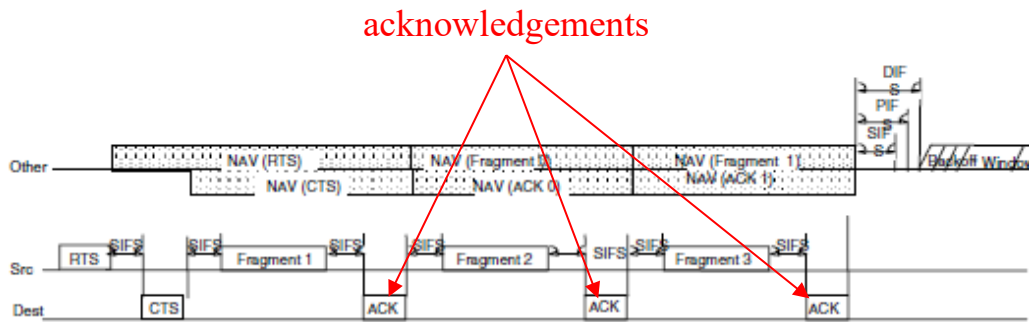 acknowledgements
DIF
S
PIF
S
SIF
S
Other
NAV (RTS)
NAV (Fragment 0)
NAV (Fragment 1)
Backoff Window
NAV (CTS)
NAV (ACK 0)
NAV (ACK 1)
Src
RTS
SIFS
SIFS
Fragment 1
SIFS
SIFS
Fragment 2
SIFS
SIFS
Fragment 3
SIFS
Dest
CTS
ACK
ACK
ACK